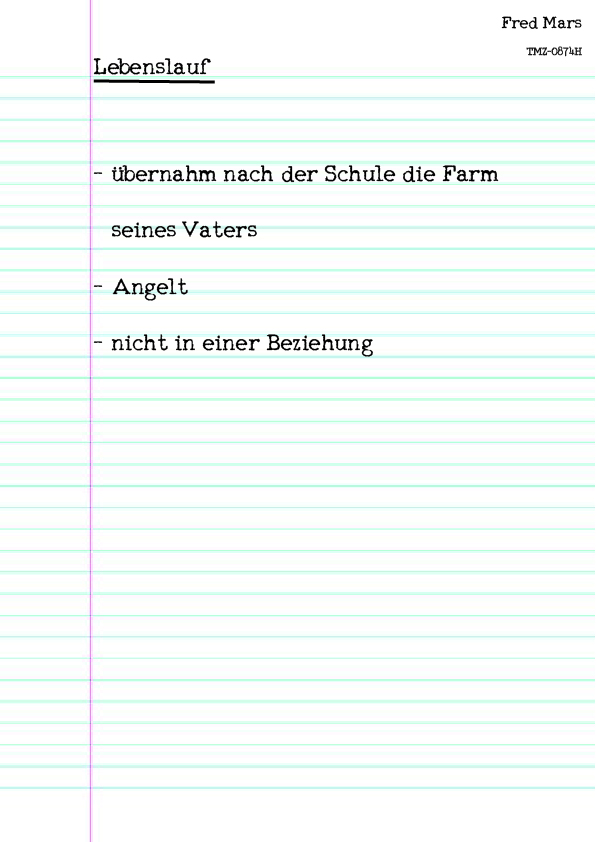 Fred Mars
TMZ-0874H
Lebenslauf
- übernahm nach der Schule die Farm
seines Vaters
- Angelt
- nicht in einer Beziehung